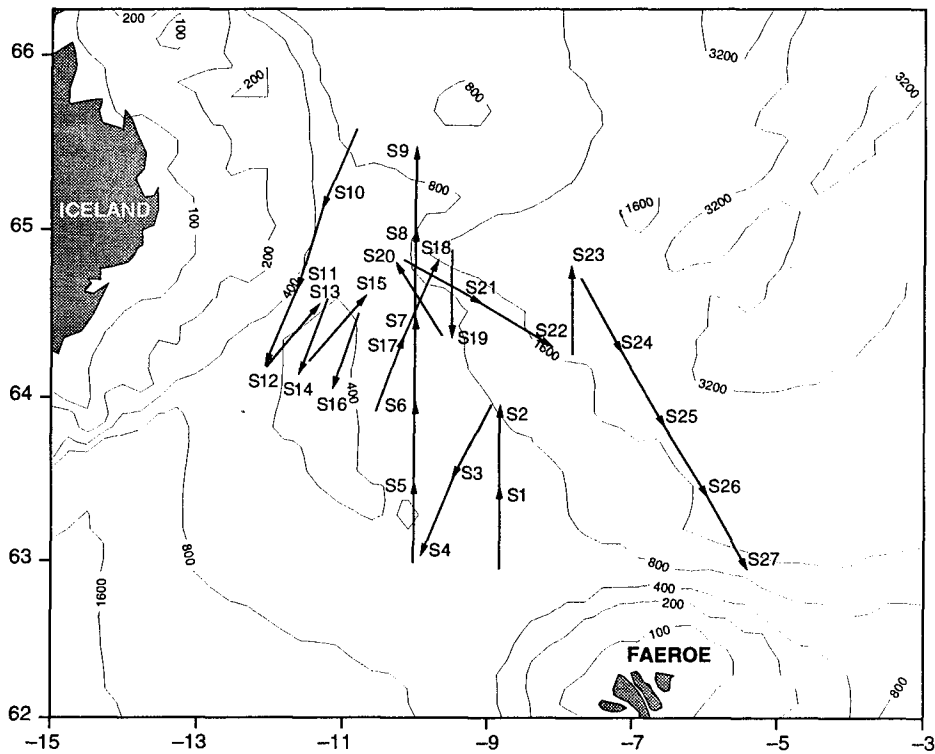 66
200
100
200
800
3200
3200
S9
S10
800
1600
3200
ICELAND
100
65
200
S8
S18
S20
S23
400
S11
S13
S15
S21
S7
S22
S19
S17
1600
S24
S12
S14
S16
400
3200
64
S6
S2
S25
S3
S5
S1
S26
S4
63
800
S27
800
1600
400
200
100
FAEROE
800
62
-15
-13
-11
-9
-7
-5
-3